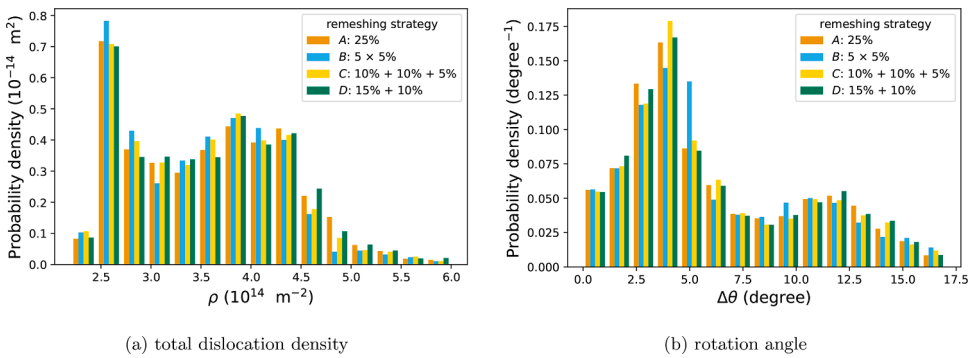 0.8
0.7
0.6
0.5
0.4
0.3
0.2
0.1
0.0
Probability density (10⁻¹⁴ m²)
remeshing strategy
A: 25%
B: 5 × 5%
C: 10% + 10% + 5%
D: 15% + 10%
2.5 3.0 3.5 4.0 4.5 5.0 5.5 6.0
ρ (10¹⁴ m⁻²)
(a) total dislocation density
0.175
0.150
0.125
0.100
0.075
0.050
0.025
0.000
Probability density (degree⁻¹)
remeshing strategy
A: 25%
B: 5 × 5%
C: 10% + 10% + 5%
D: 15% + 10%
0.0 2.5 5.0 7.5 10.0 12.5 15.0 17.5
Δθ (degree)
(b) rotation angle